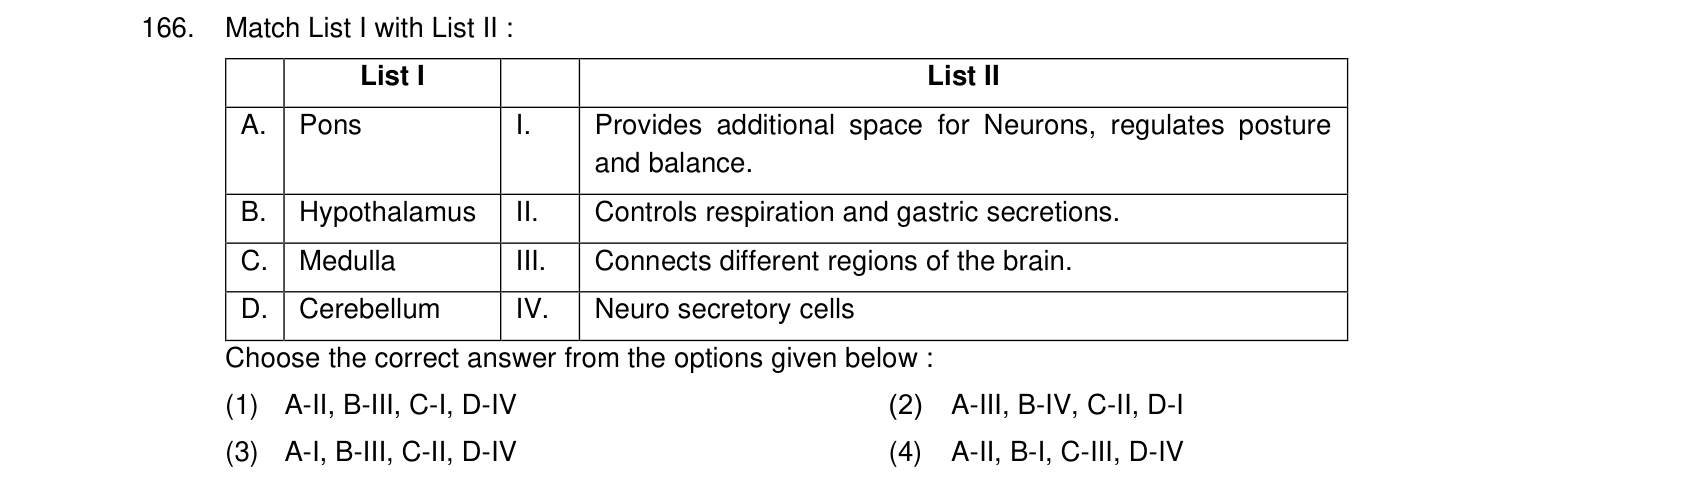 166. Match List I with List II :
List I List II
A. Pons I. Provides additional space for Neurons, regulates posture
and balance.
B. Hypothalamus II. Controls respiration and gastric secretions.
C. Medulla III. Connects different regions of the brain.
D. Cerebellum IV. Neuro secretory cells
Choose the correct answer from the options given below :
(1) A-II, B-III, C-I, D-IV (2) A-III, B-IV, C-II, D-I
(3) A-I, B-III, C-II, D-IV (4) A-II, B-I, C-III, D-IV